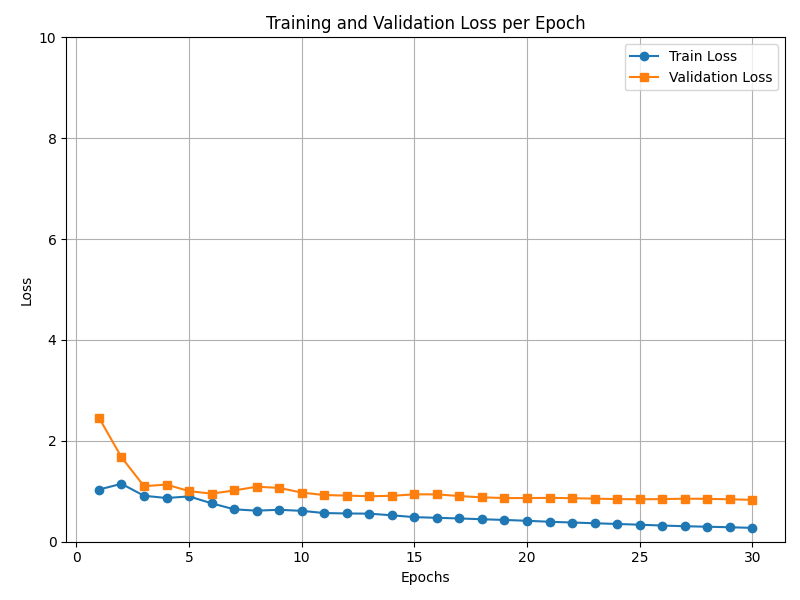 Training and Validation Loss per Epoch
10
8
6
4
2
0
Loss
Train Loss
Validation Loss
0 5 10 15 20 25 30
Epochs